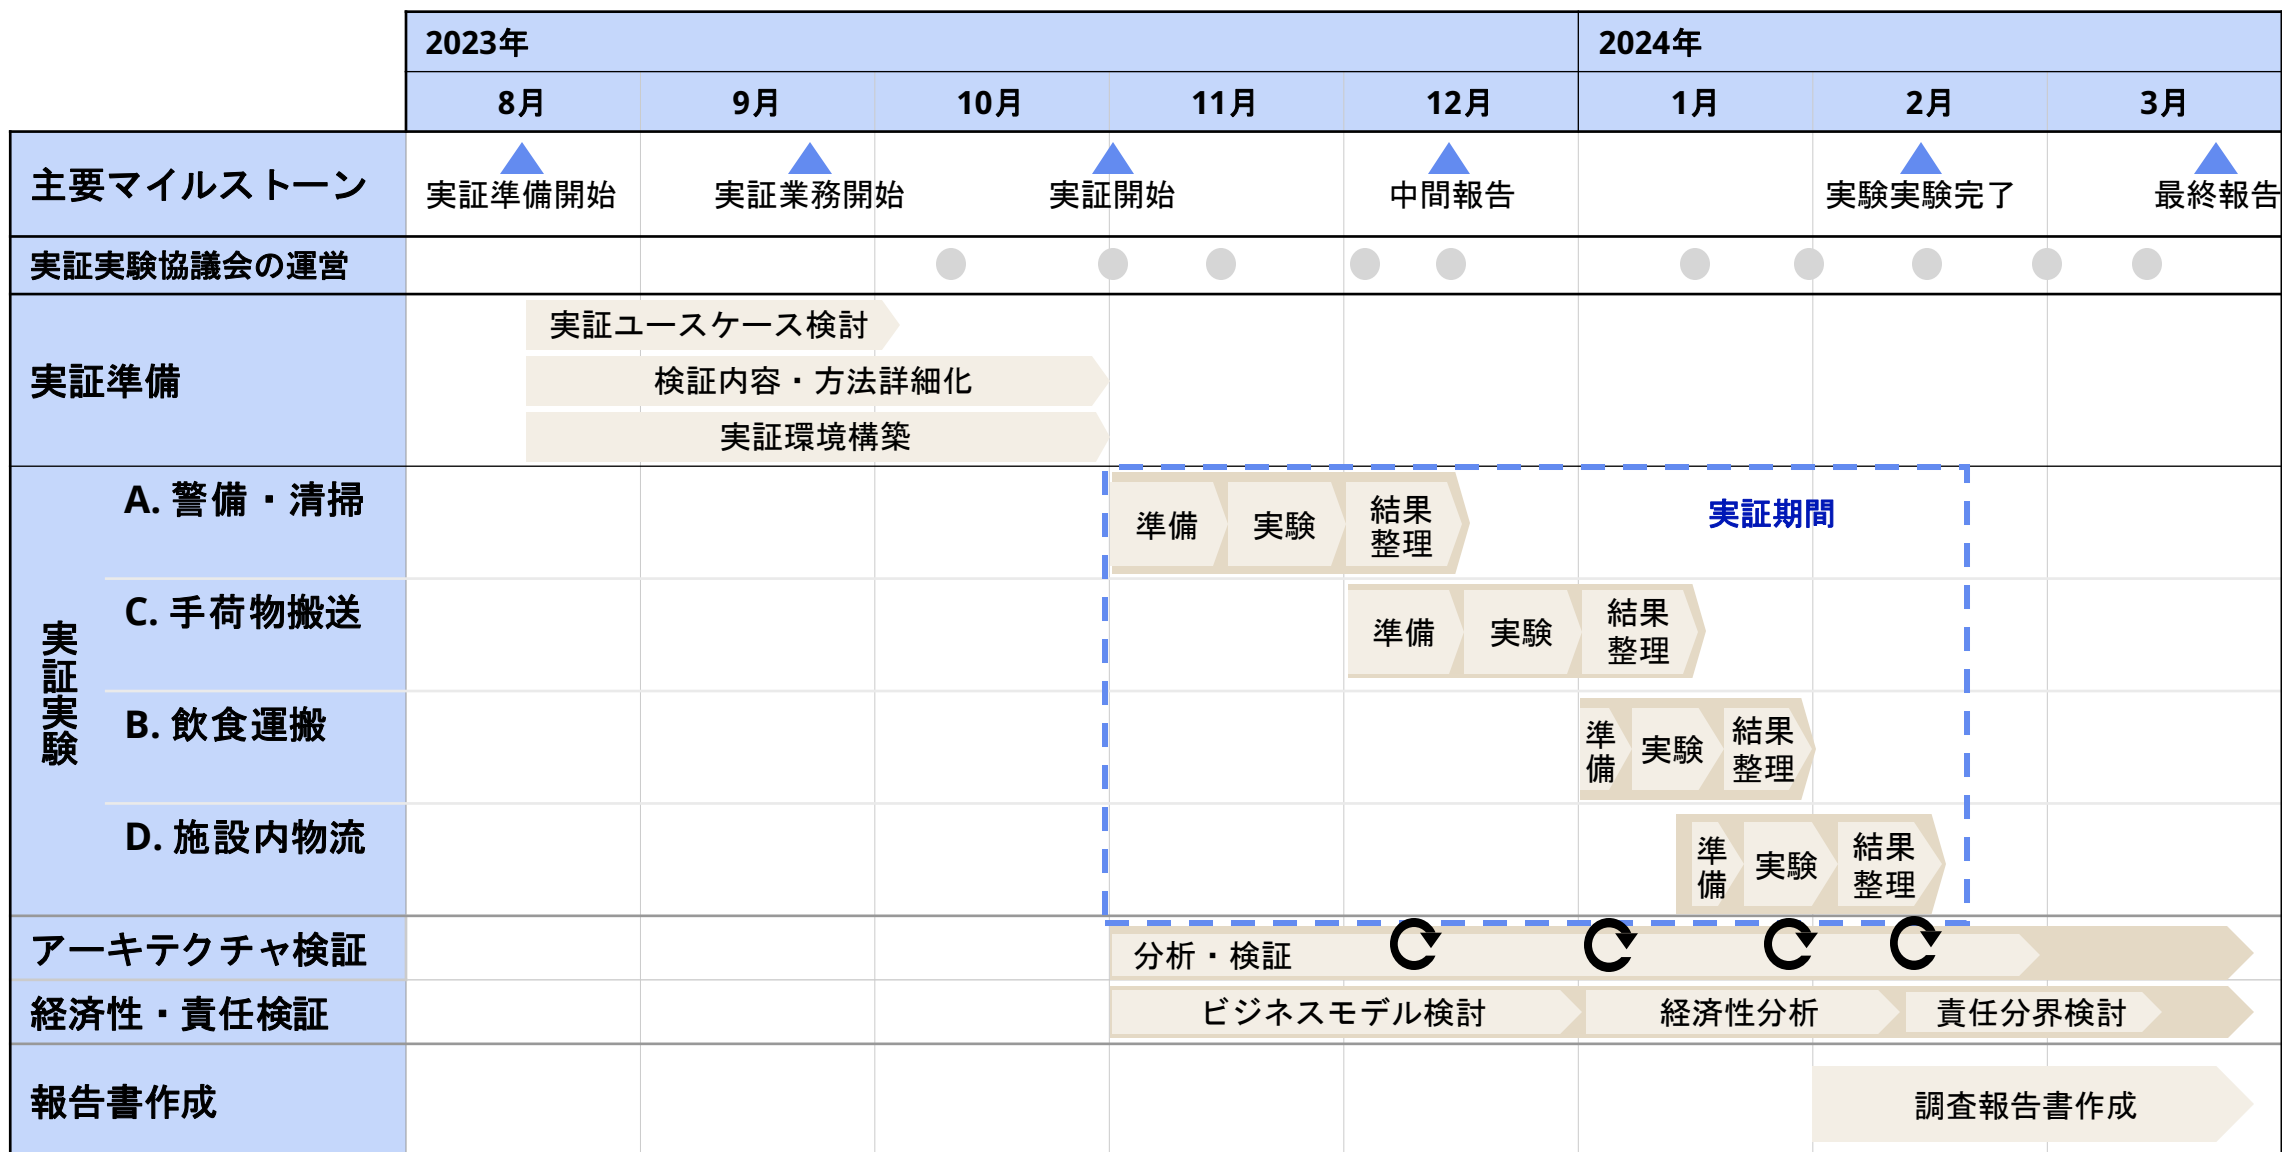 2023年
2024年
8月
9月
10月
11月
12月
1月
2月
3月
主要マイルストーン
実証準備開始
実証業務開始
実証開始
中間報告
実験実験完了
最終報告
実証実験協議会の運営
実証準備
実証ユースケース検討
検証内容・方法詳細化
実証環境構築
実証実験
実証期間
A. 警備・清掃
準備
実験
結果
整理
C. 手荷物搬送
準備
実験
結果
整理
B. 飲食運搬
準
備
実験
結果
整理
D. 施設内物流
準
備
実験
結果
整理
アーキテクチャ検証
分析・検証
経済性・責任検証
ビジネスモデル検討
経済性分析
責任分界検討
報告書作成
調査報告書作成